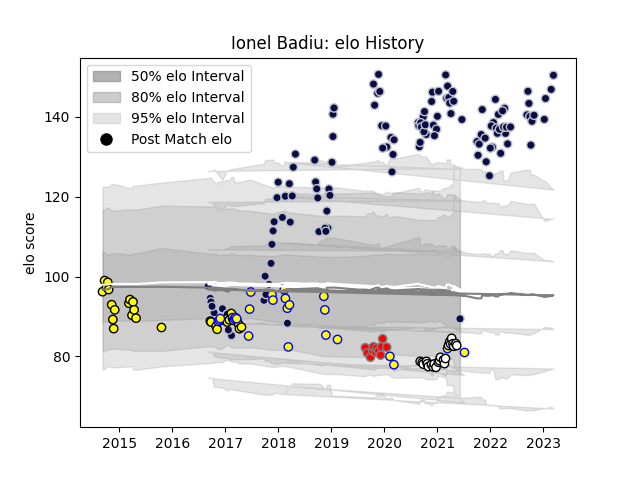 Ionel Badiu: elo History
50% elo Interval
80% elo Interval
95% elo Interval
Post Match elo
elo score
140
120
100
80
2015 2016 2017 2018 2019 2020 2021 2022 2023